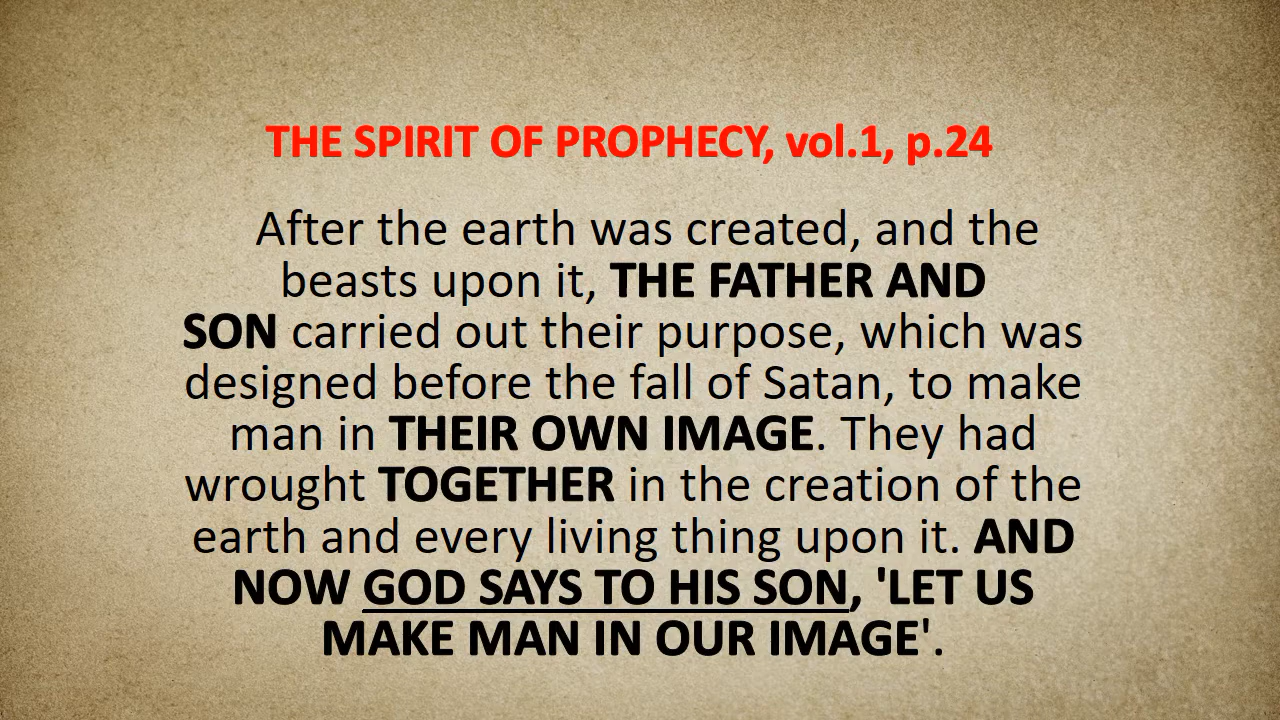 THE SPIRIT OF PROPHECY, vol.1, p.24
After the earth was created, and the
beasts upon it, THE FATHER AND
SON carried out their purpose, which was
designed before the fall of Satan, to make
man in THEIR OWN IMAGE. They had
wrought TOGETHER in the creation of the
earth and every living thing upon it. AND
NOW GOD SAYS TO HIS SON, 'LET US
MAKE MAN IN OUR IMAGE'.